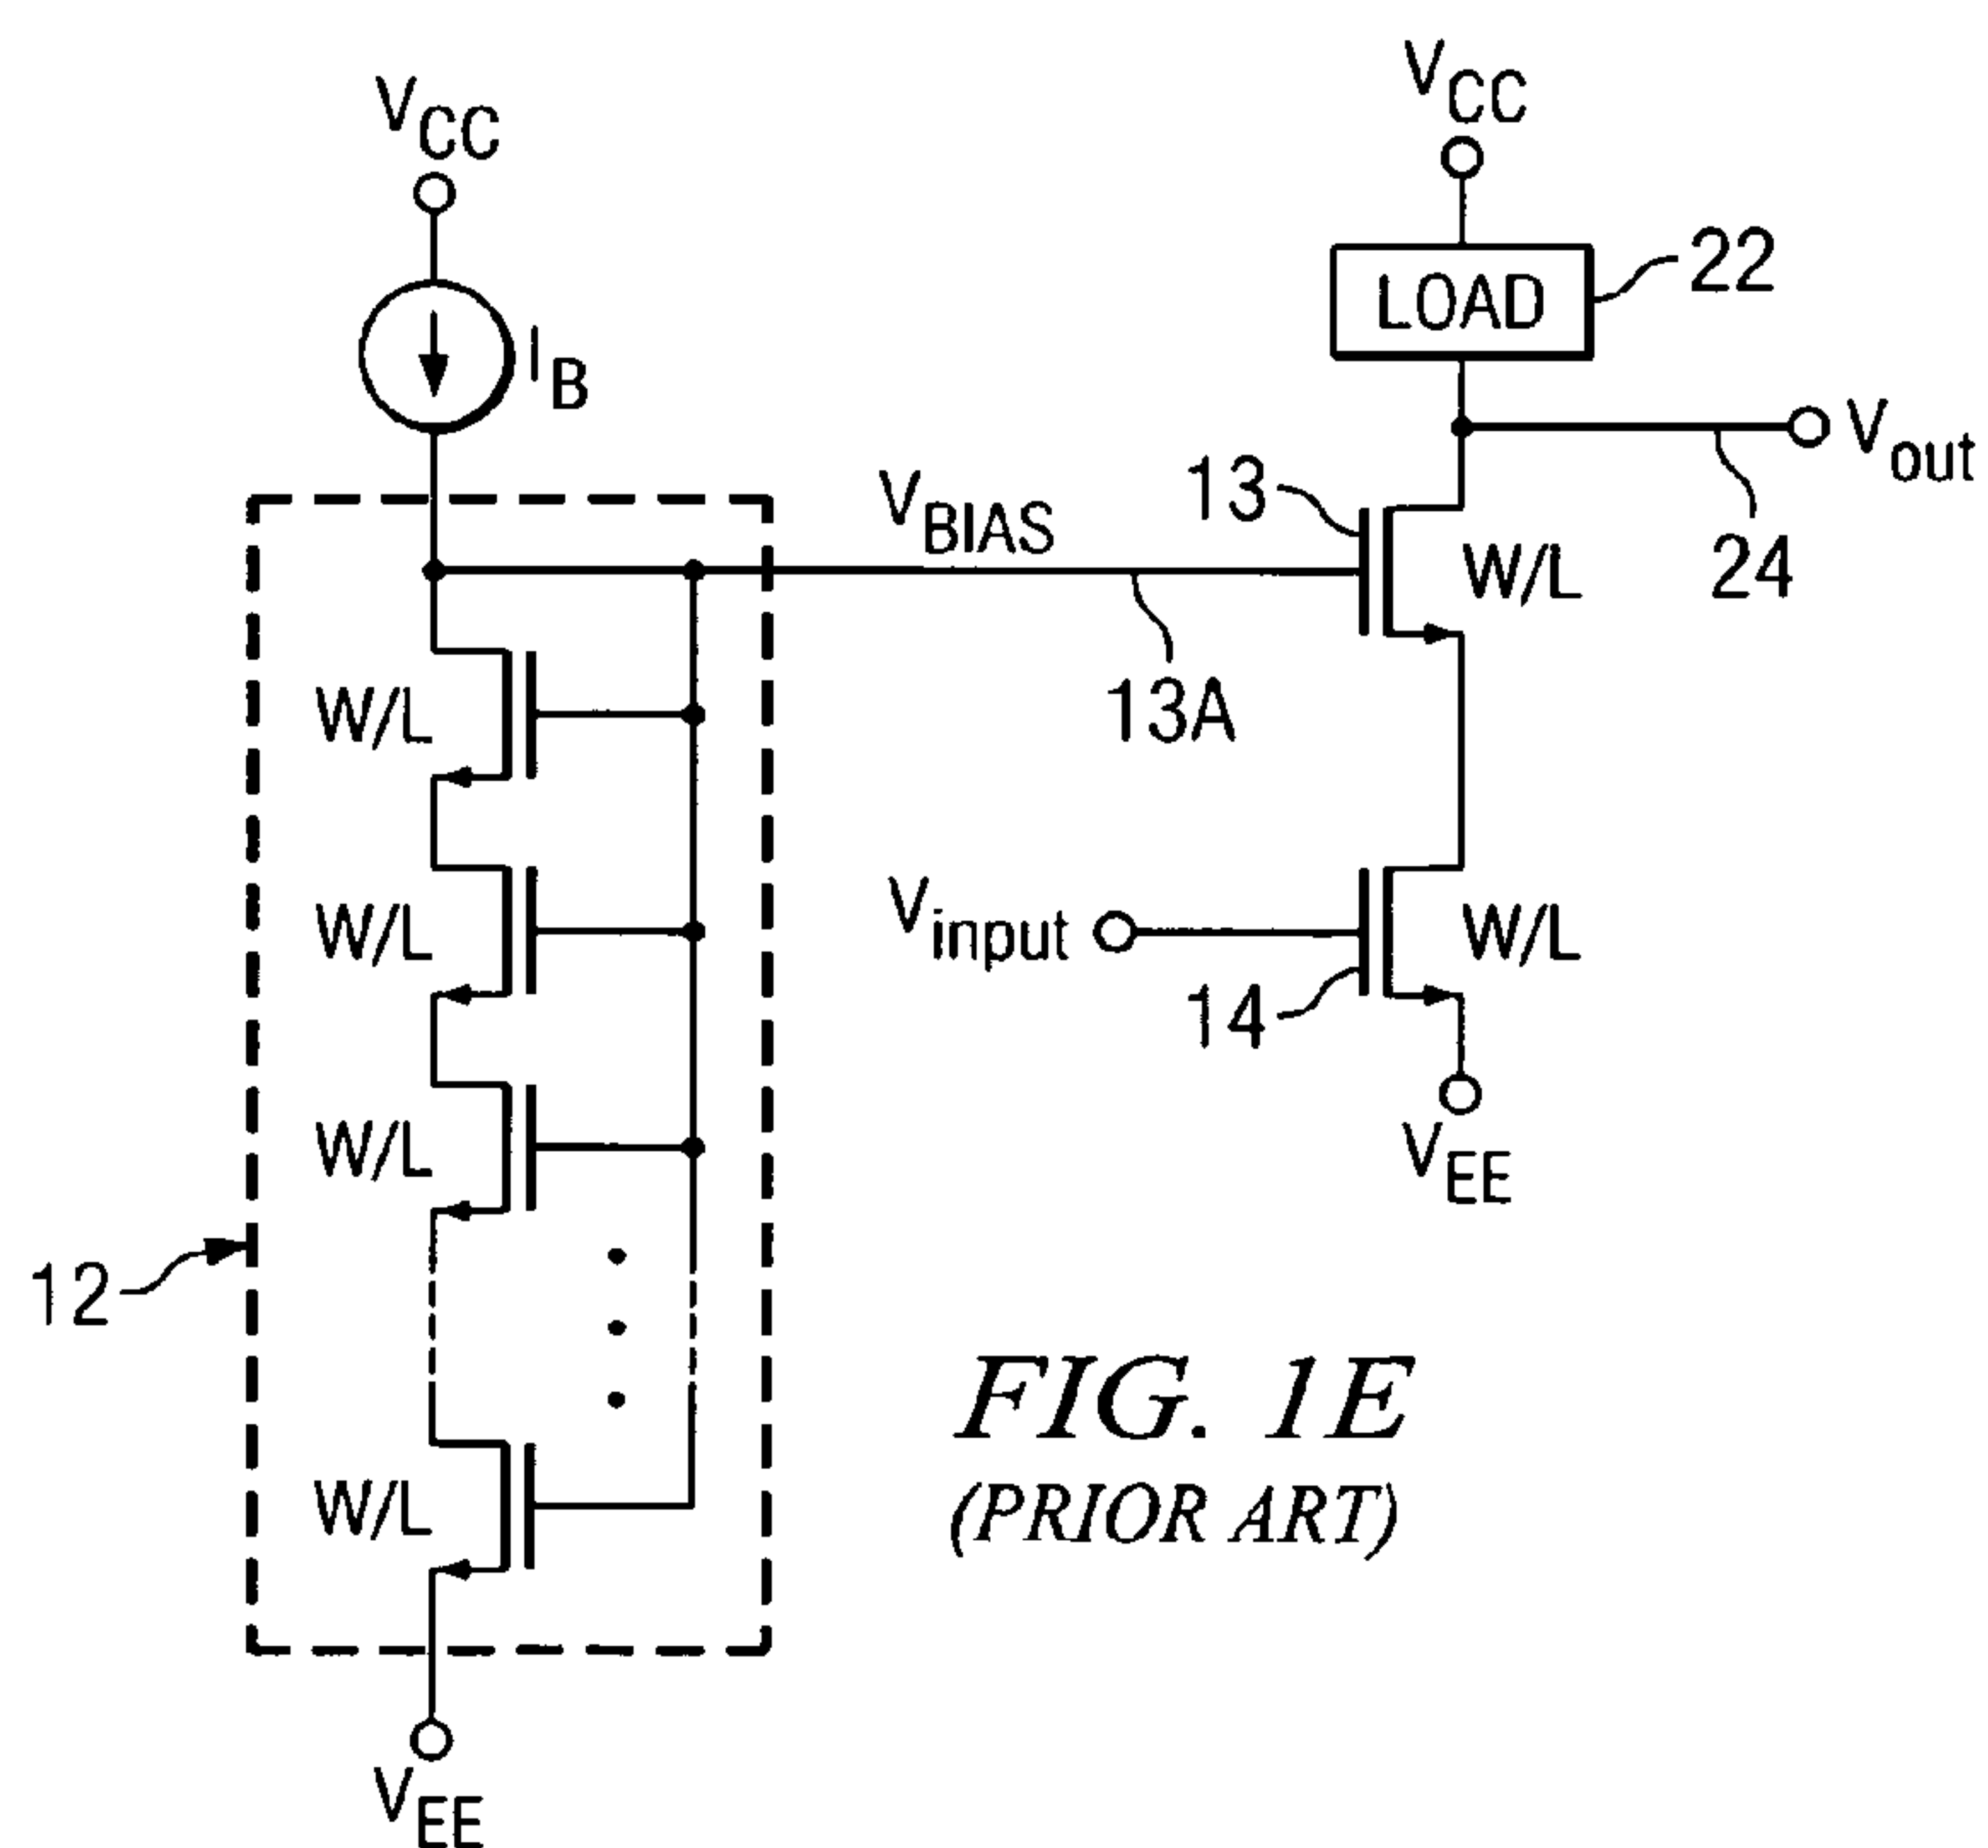 VCC
VCC
LOAD
22
IB
Vout
VBIAS
13
W/L
24
13A
W/L
Vinput
W/L
W/L
14
W/L
VEE
12
FIG. 1E
(PRIOR ART)
W/L
VEE